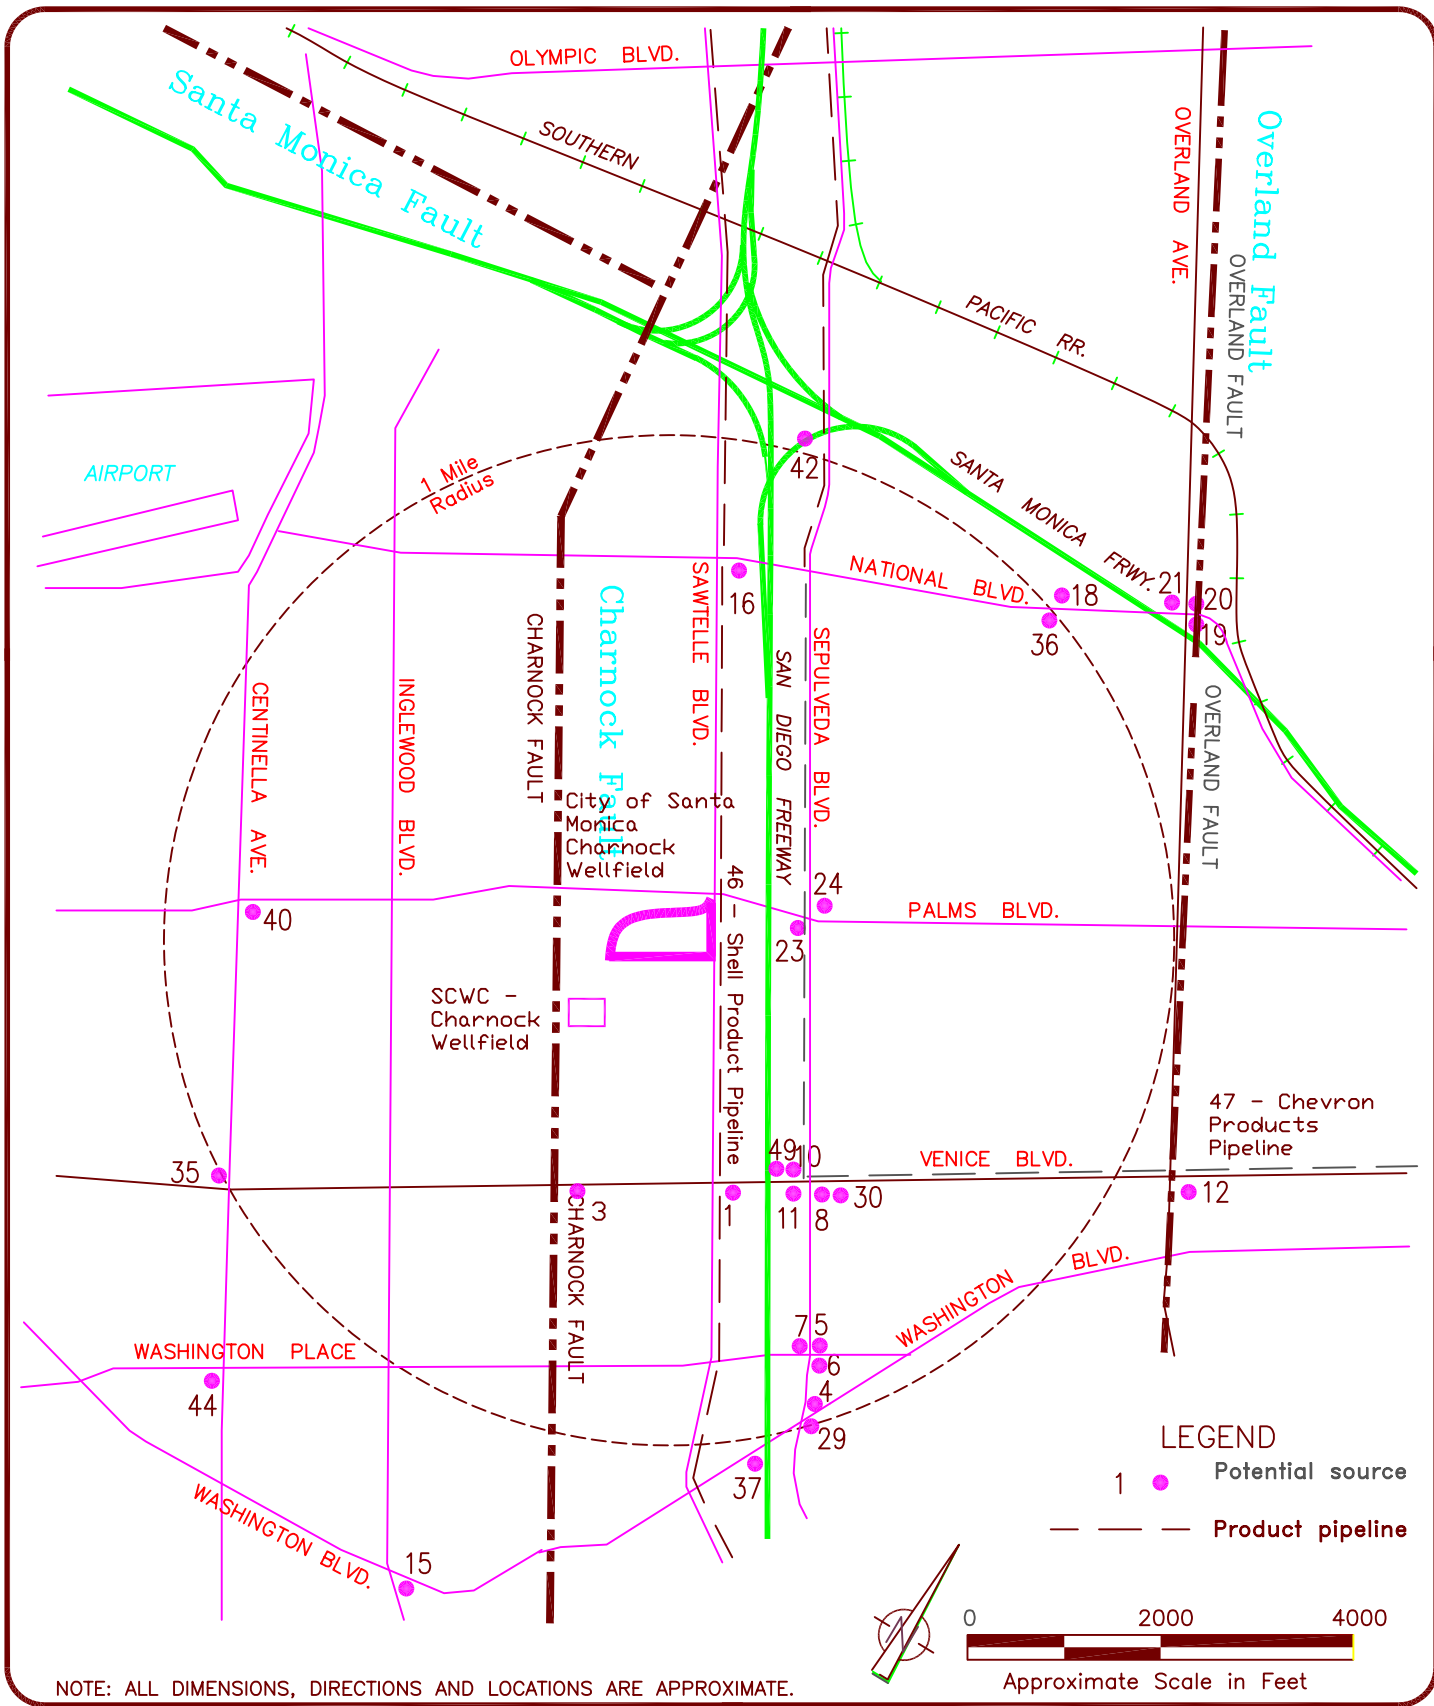 OLYMPIC BLVD.
Santa Monica Fault
SOUTHERN
PACIFIC RR.
OVERLAND AVE.
Overland Fault
OVERLAND FAULT
AIRPORT
1 Mile
Radius
42
SANTA MONICA FRWY.
NATIONAL BLVD.
16
18
36
21
20
19
SAWTELLE BLVD.
SAN DIEGO FREEWAY
SEPULVEDA BLVD.
Charnock Fault
CHARNOCK FAULT
CENTINELLA AVE.
INGLEWOOD BLVD.
OVERLAND FAULT
City of Santa
Monica
Charnock
Wellfield
46 - Shell Product Pipeline
24
23
PALMS BLVD.
40
SCWC -
Charnock
Wellfield
47 - Chevron
Products
Pipeline
49
10
VENICE BLVD.
35
3
1
11
8
30
12
CHARNOCK FAULT
WASHINGTON BLVD.
7
5
6
4
29
WASHINGTON PLACE
44
37
WASHINGTON BLVD.
15
LEGEND
1 Potential source
Product pipeline
N
0 2000 4000
Approximate Scale in Feet
NOTE: ALL DIMENSIONS, DIRECTIONS AND LOCATIONS ARE APPROXIMATE.